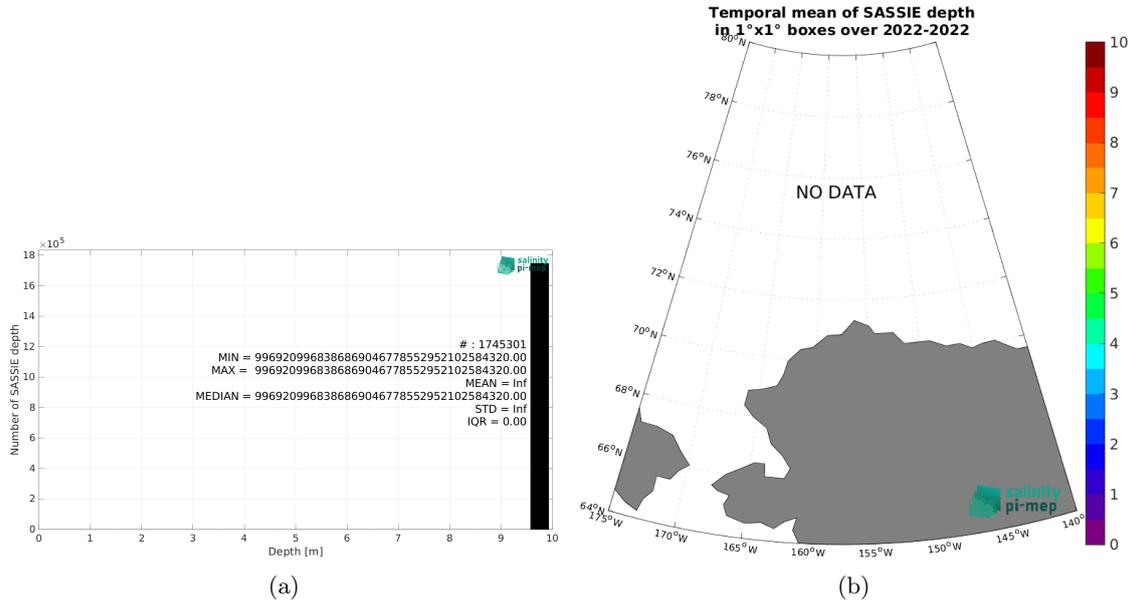 Temporal mean of SASSIE depth
in 1°x1° boxes over 2022-2022
×10⁵
18
16
14
12
10
8
6
4
2
0
Number of SASSIE depth
salinity
pi-mep
# : 1745301
MIN = 9969209968386869046778552952102584320.00
MAX = 9969209968386869046778552952102584320.00
MEAN = Inf
MEDIAN = 9969209968386869046778552952102584320.00
STD = Inf
IQR = 0.00
0 1 2 3 4 5 6 7 8 9 10
Depth [m]
(a)
80°N
78°N
76°N
74°N
72°N
70°N
68°N
66°N
64°N
NO DATA
175°W
170°W
165°W
160°W
155°W
150°W
145°W
140°
salinity
pi-mep
10
9
8
7
6
5
4
3
2
1
0
(b)